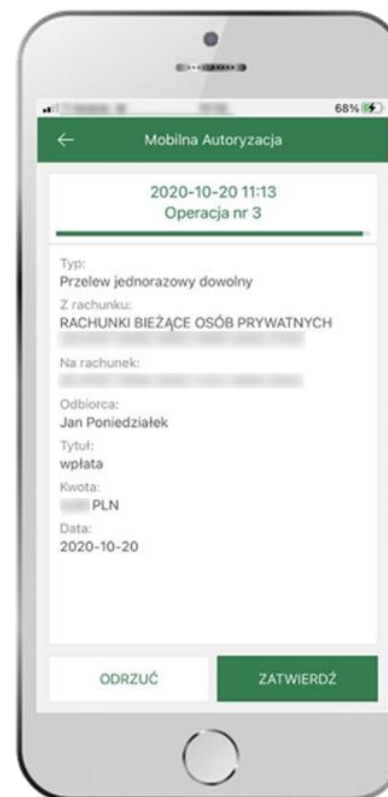 68%
Mobilna Autoryzacja
2020-10-20 11:13
Operacja nr 3
Typ:
Przelew jednorazowy dowolny
Z rachunku:
RACHUNKI BIEŻĄCE OSÓB PRYWATNYCH
Na rachunek:
Odbiorca:
Jan Poniedziałek
Tytuł:
wpłata
Kwota:
PLN
Data:
2020-10-20
ODRZUĆ
ZATWIERDŹ